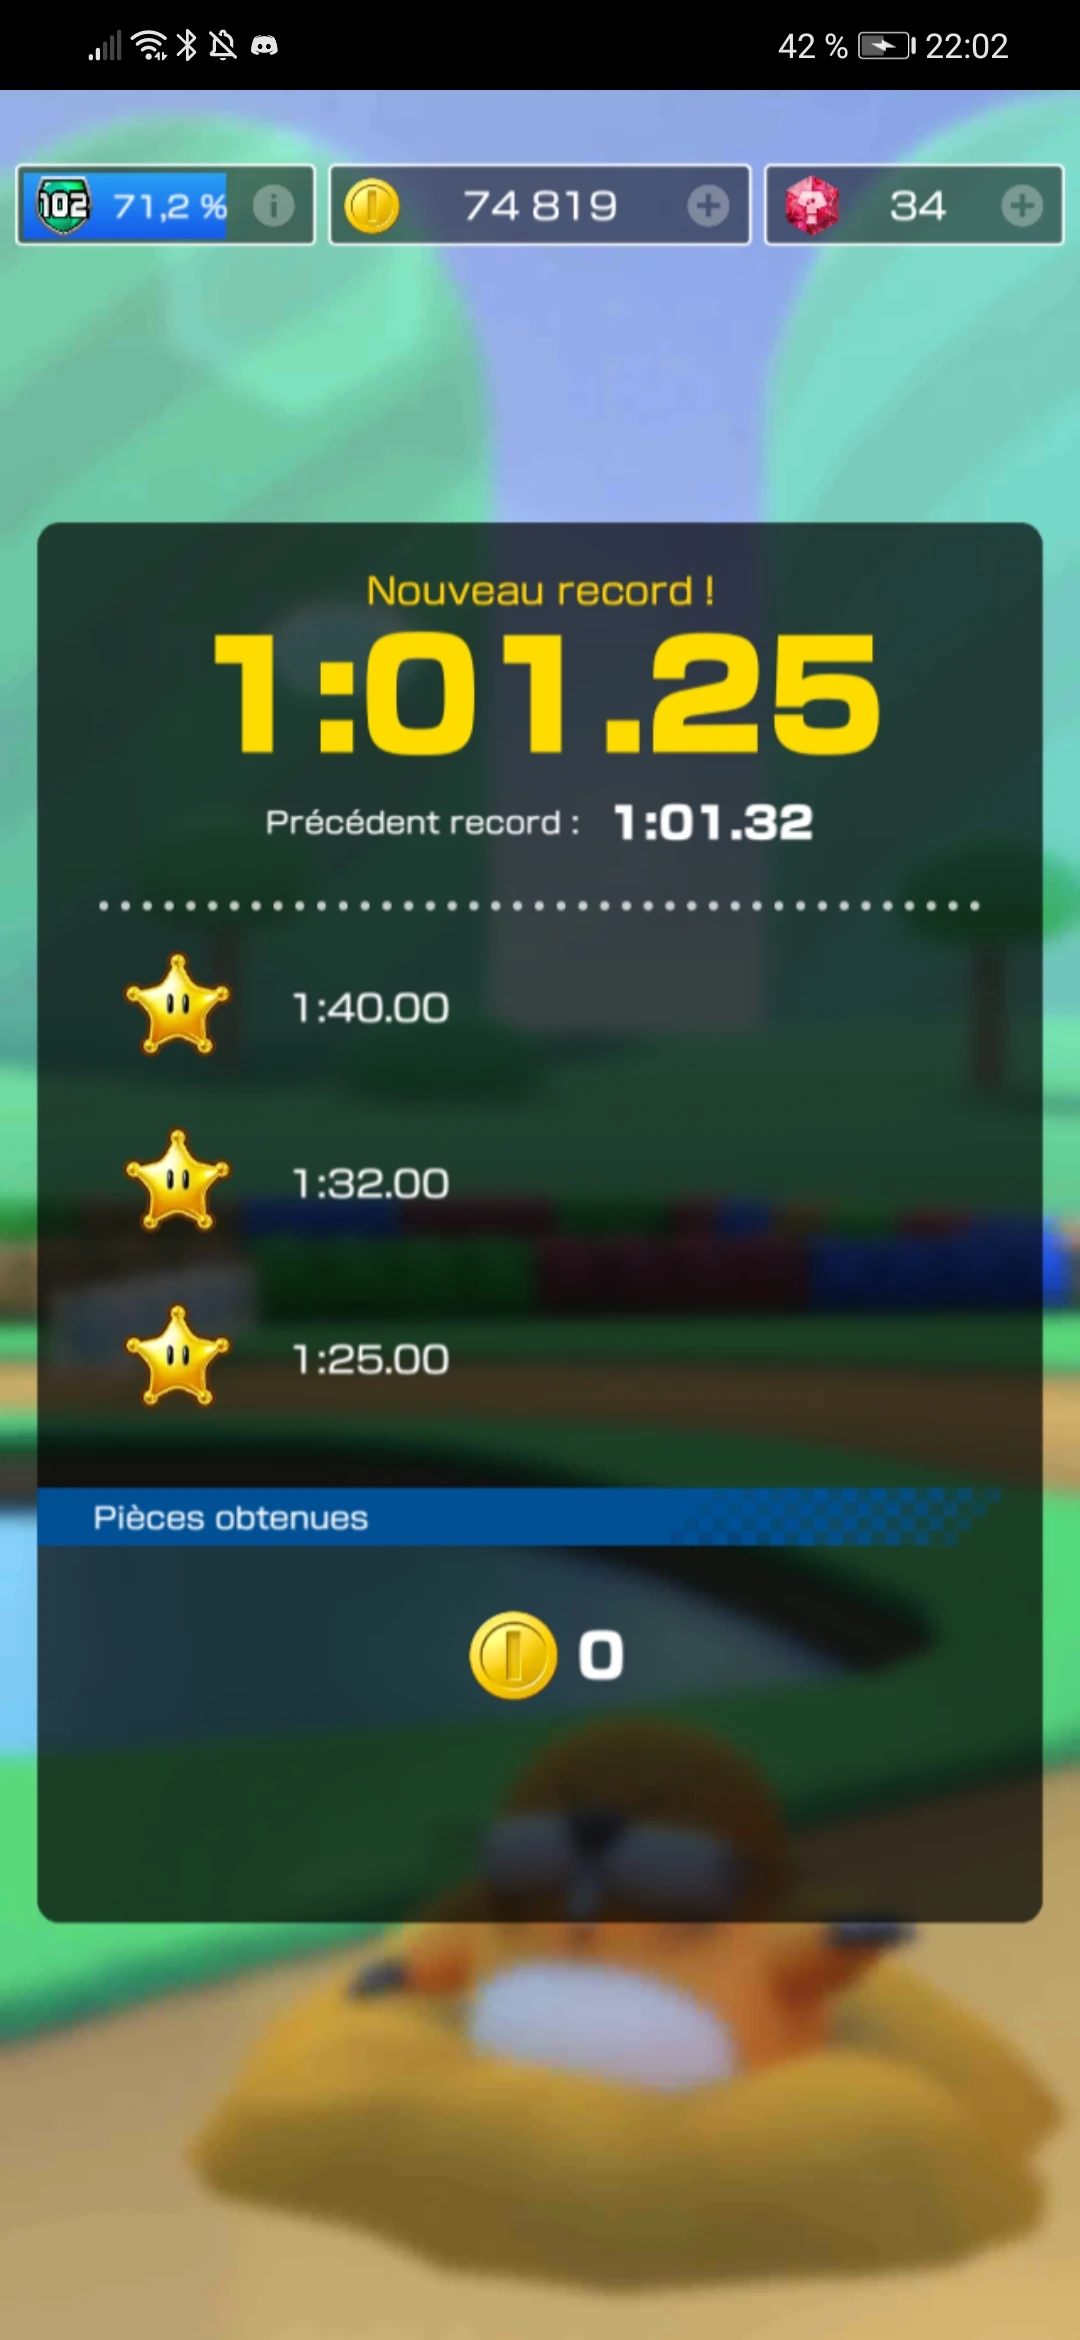 42 % 22:02
102 71,2 % 74 819 34
Nouveau record !
1:01.25
Précédent record : 1:01.32
1:40.00
1:32.00
1:25.00
Pièces obtenues
0